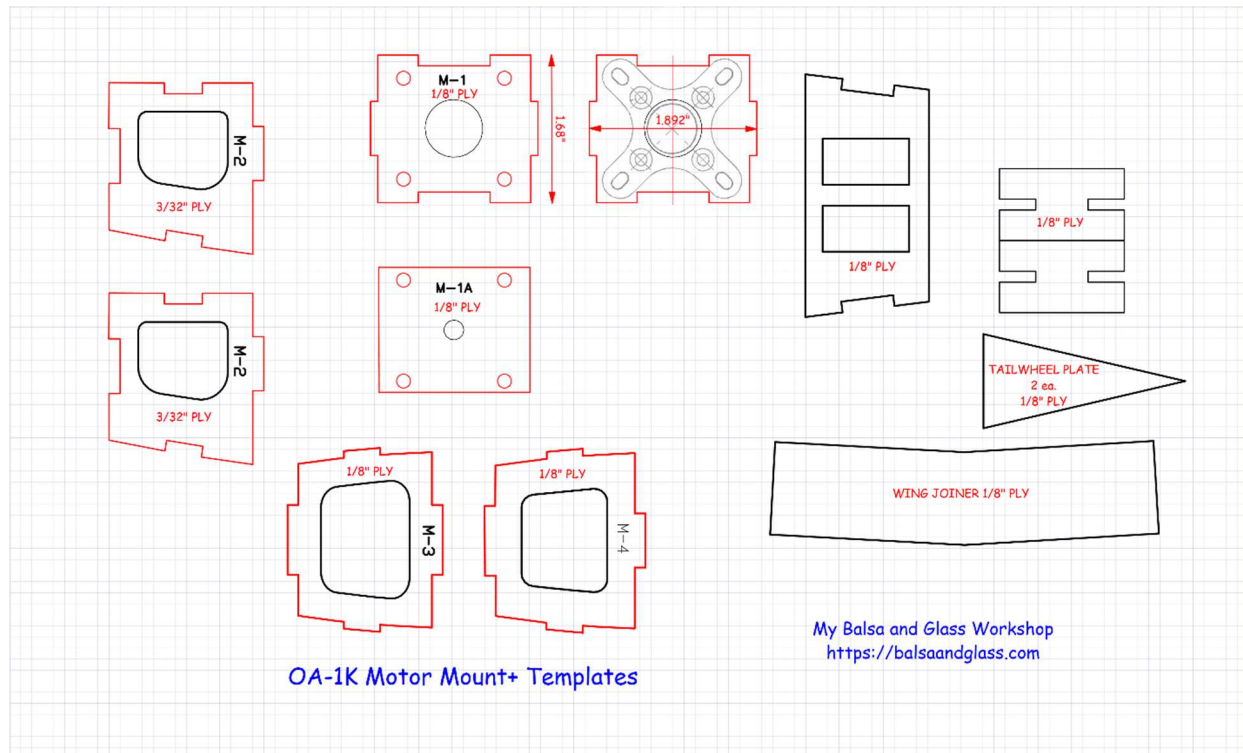 M-2
3/32" PLY
M-1
1/8" PLY
1.68"
1.892"
1/8" PLY
1/8" PLY
M-2
3/32" PLY
M-1A
1/8" PLY
TAILWHEEL PLATE
2 ea.
1/8" PLY
1/8" PLY
M-3
1/8" PLY
M-4
WING JOINER 1/8" PLY
OA-1K Motor Mount+ Templates
My Balsa and Glass Workshop
https://balsaandglass.com